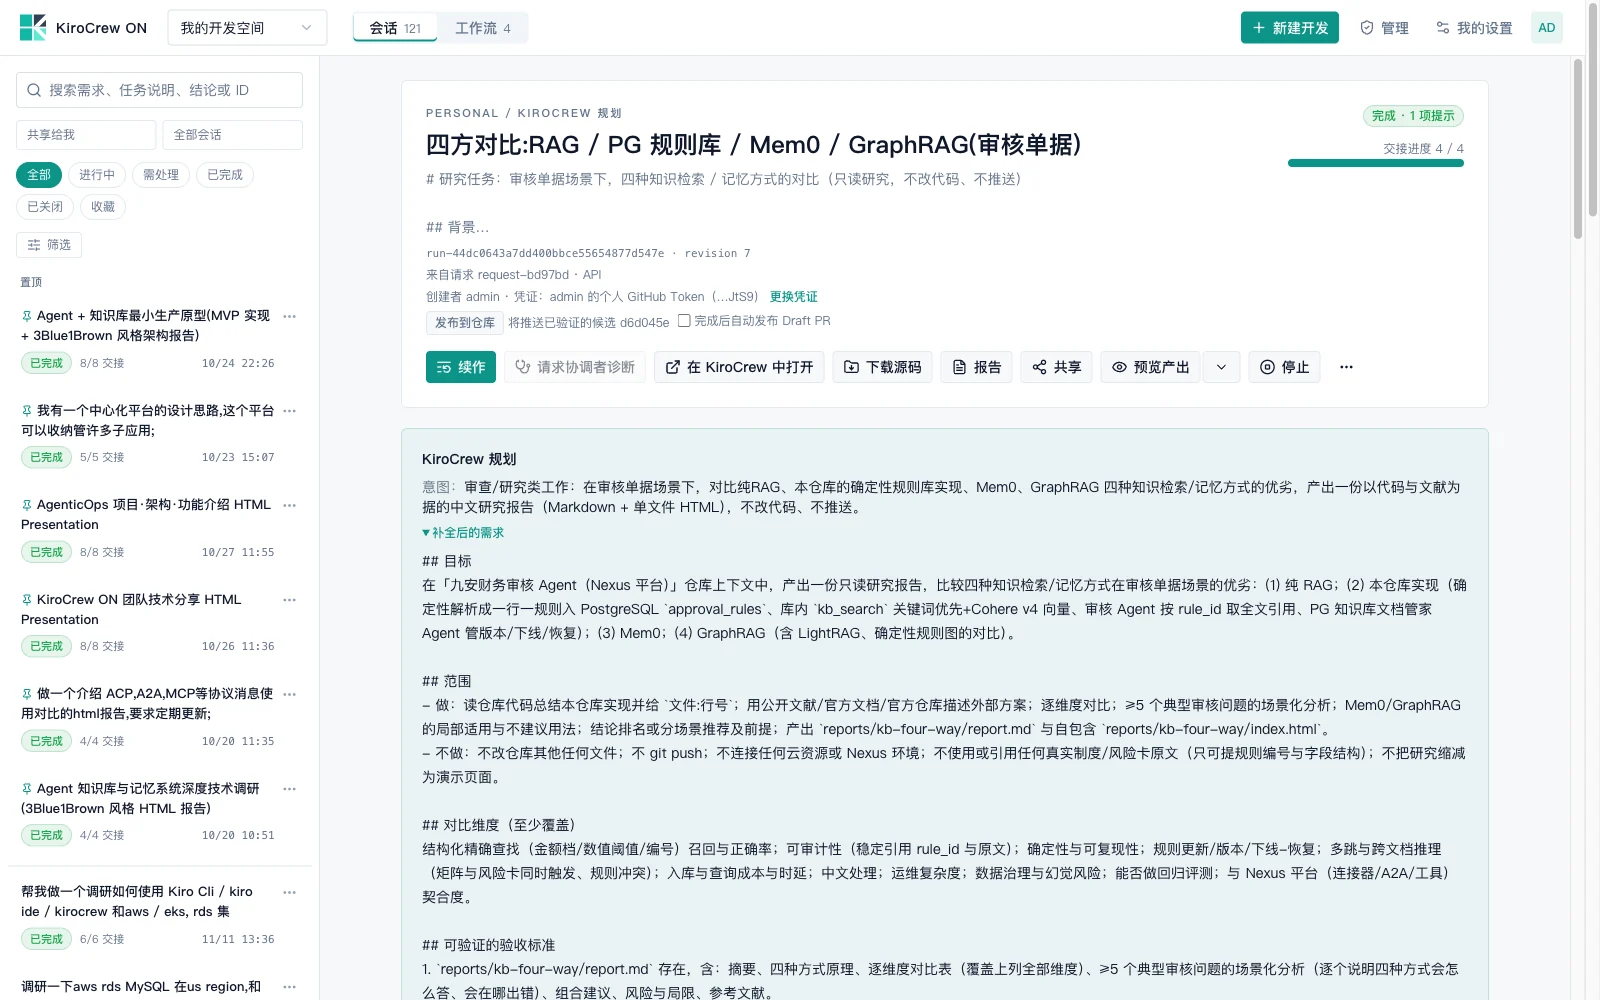 KiroCrew ON
我的开发空间
会话 121
工作流 4
新建开发
管理
我的设置
AD
搜索需求、任务说明、结论或 ID
共享给我
全部会话
全部
进行中
需处理
已完成
已关闭
收藏
筛选
置顶
Agent + 知识库最小生产原型(MVP 实现
+ 3Blue1Brown 风格架构报告)
已完成 8/8 交接 10/24 22:26
我有一个中心化平台的设计思路,这个平台
可以收纳管许多子应用;
已完成 5/5 交接 10/23 15:07
AgenticOps 项目·架构·功能介绍 HTML
Presentation
已完成 8/8 交接 10/27 11:55
KiroCrew ON 团队技术分享 HTML
Presentation
已完成 8/8 交接 10/26 11:36
做一个介绍 ACP,A2A,MCP等协议消息使
用对比的html报告,要求定期更新;
已完成 4/4 交接 10/20 11:35
Agent 知识库与记忆系统深度技术调研
(3Blue1Brown 风格 HTML 报告)
已完成 4/4 交接 10/20 10:51
帮我做一个调研如何使用 Kiro Cli / kiro
ide / kirocrew 和aws / eks, rds 集
已完成 6/6 交接 11/11 13:36
调研一下aws rds MySQL 在us region,和
PERSONAL / KIROCREW 规划
完成 · 1 项提示
四方对比:RAG / PG 规则库 / Mem0 / GraphRAG(审核单据)
交接进度 4 / 4
# 研究任务：审核单据场景下，四种知识检索 / 记忆方式的对比（只读研究，不改代码、不推送）
## 背景…
run-44dc0643a7dd400bbce55654877d547e · revision 7
来自请求 request-bd97bd · API
创建者 admin · 凭证：admin 的个人 GitHub Token（…JtS9） 更换凭证
发布到仓库 将推送已验证的候选 d6d045e 完成后自动发布 Draft PR
续作
请求协调者诊断
在 KiroCrew 中打开
下载源码
报告
共享
预览产出
停止
KiroCrew 规划
意图：审查/研究类工作：在审核单据场景下，对比纯RAG、本仓库的确定性规则库实现、Mem0、GraphRAG 四种知识检索/记忆方式的优劣，产出一份以代码与文献为
据的中文研究报告（Markdown + 单文件 HTML），不改代码、不推送。
▼补全后的需求
## 目标
在「九安财务审核 Agent（Nexus 平台）」仓库上下文中，产出一份只读研究报告，比较四种知识检索/记忆方式在审核单据场景的优劣：(1) 纯 RAG；(2) 本仓库实现（确
定性解析成一行一规则入 PostgreSQL `approval_rules`、库内 `kb_search` 关键词优先+Cohere v4 向量、审核 Agent 按 rule_id 取全文引用、PG 知识库文档管家
Agent 管版本/下线/恢复）；(3) Mem0；(4) GraphRAG（含 LightRAG、确定性规则图的对比）。
## 范围
- 做：读仓库代码总结本仓库实现并给 `文件:行号`；用公开文献/官方文档/官方仓库描述外部方案；逐维度对比；≥5 个典型审核问题的场景化分析；Mem0/GraphRAG
的局部适用与不建议用法；结论排名或分场景推荐及前提；产出 `reports/kb-four-way/report.md` 与自包含 `reports/kb-four-way/index.html`。
- 不做：不改仓库其他任何文件；不 git push；不连接任何云资源或 Nexus 环境；不使用或引用任何真实制度/风险卡原文（只可提规则编号与字段结构）；不把研究缩减
为演示页面。
## 对比维度（至少覆盖）
结构化精确查找（金额档/数值阈值/编号）召回与正确率；可审计性（稳定引用 rule_id 与原文）；确定性与可复现性；规则更新/版本/下线-恢复；多跳与跨文档推理
（矩阵与风险卡同时触发、规则冲突）；入库与查询成本与时延；中文处理；运维复杂度；数据治理与幻觉风险；能否做回归评测；与 Nexus 平台（连接器/A2A/工具）
契合度。
## 可验证的验收标准
1. `reports/kb-four-way/report.md` 存在，含：摘要、四种方式原理、逐维度对比表（覆盖上列全部维度）、≥5 个典型审核问题的场景化分析（逐个说明四种方式会怎
么答、会在哪出错）、组合建议、风险与局限、参考文献。